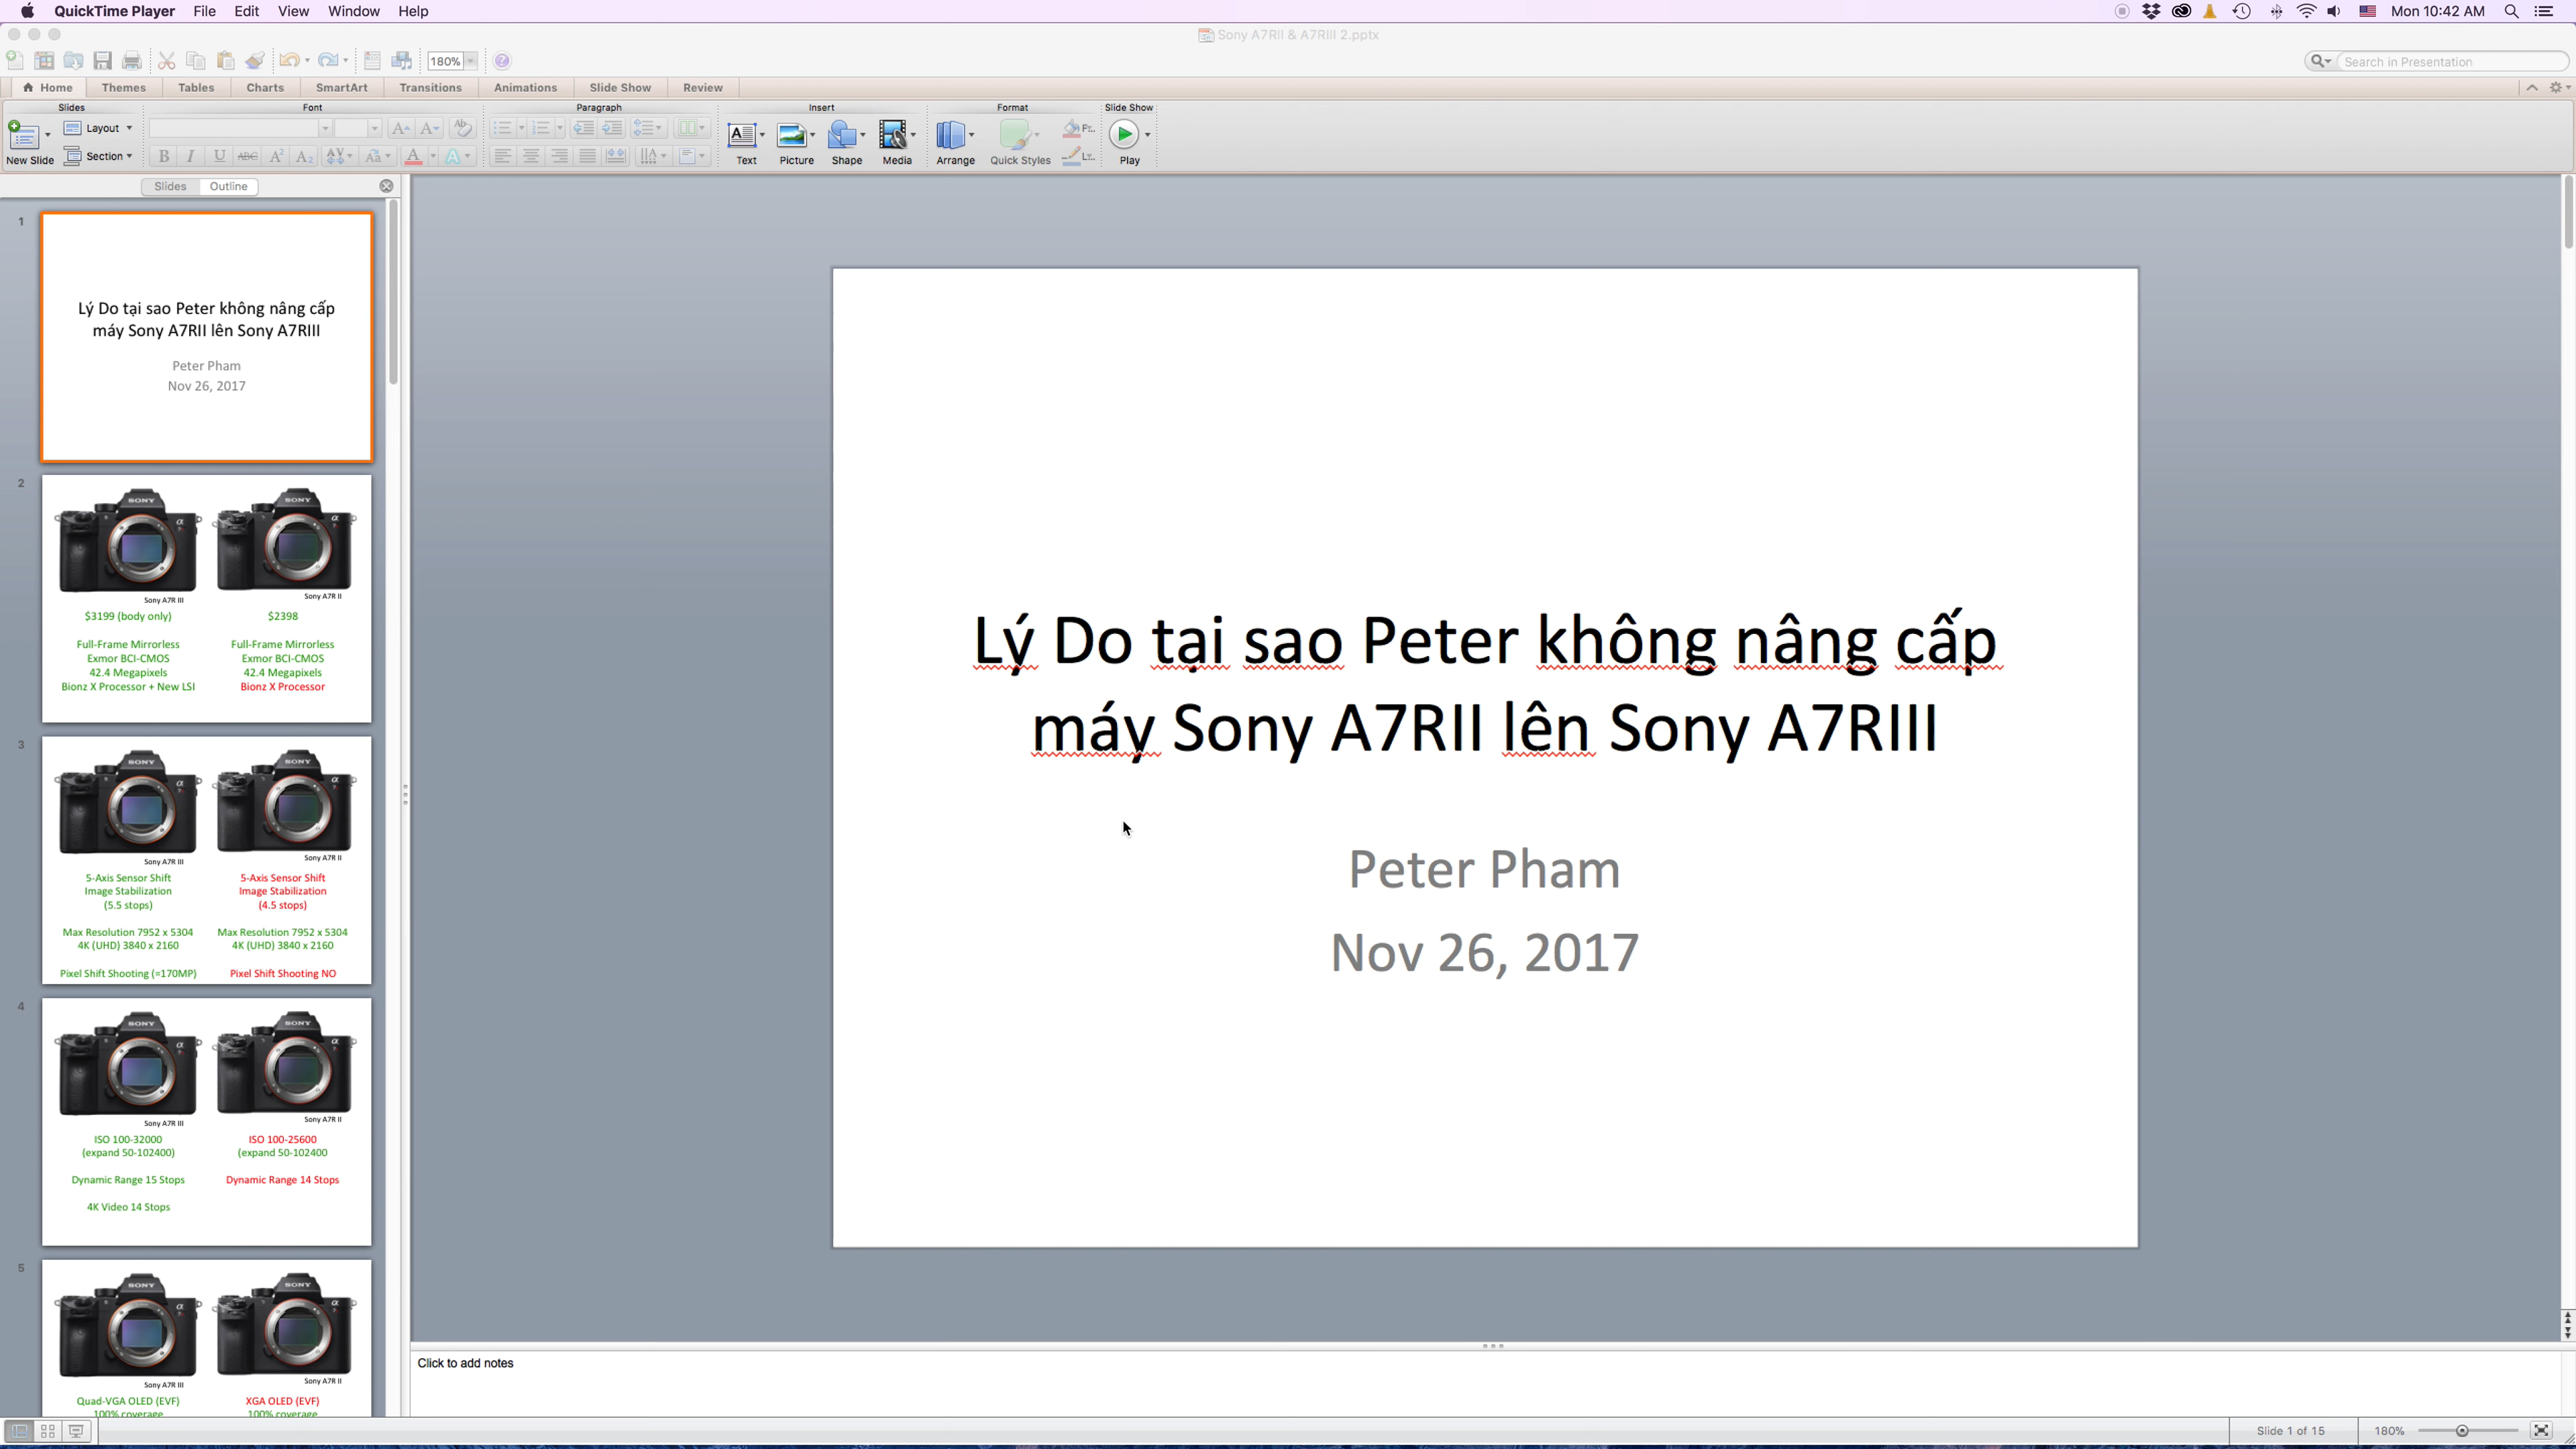 QuickTime Player File Edit View Window Help
Mon 10:42 AM
Sony A7RII & A7RIII 2.pptx
180%
Search in Presentation
Home Themes Tables Charts SmartArt Transitions Animations Slide Show Review
Slides Font Paragraph Insert Format Slide Show
New Slide Layout Section
Text Picture Shape Media Arrange Quick Styles Play
Slides Outline
1
Lý Do tại sao Peter không nâng cấp
máy Sony A7RII lên Sony A7RIII
Peter Pham
Nov 26, 2017
2
SONY SONY
Sony A7R III Sony A7R II
$3199 (body only) $2398
Full-Frame Mirrorless Full-Frame Mirrorless
Exmor BCI-CMOS Exmor BCI-CMOS
42.4 Megapixels 42.4 Megapixels
Bionz X Processor + New LSI Bionz X Processor
3
SONY SONY
Sony A7R III Sony A7R II
5-Axis Sensor Shift 5-Axis Sensor Shift
Image Stabilization Image Stabilization
(5.5 stops) (4.5 stops)
Max Resolution 7952 x 5304 Max Resolution 7952 x 5304
4K (UHD) 3840 x 2160 4K (UHD) 3840 x 2160
Pixel Shift Shooting (=170MP) Pixel Shift Shooting NO
4
SONY SONY
Sony A7R III Sony A7R II
ISO 100-32000 ISO 100-25600
(expand 50-102400) (expand 50-102400
Dynamic Range 15 Stops Dynamic Range 14 Stops
4K Video 14 Stops
5
SONY SONY
Sony A7R III Sony A7R II
Quad-VGA OLED (EVF) XGA OLED (EVF)
100% coverage 100% coverage
Lý Do tại sao Peter không nâng cấp
máy Sony A7RII lên Sony A7RIII
Peter Pham
Nov 26, 2017
Click to add notes
Slide 1 of 15 180%